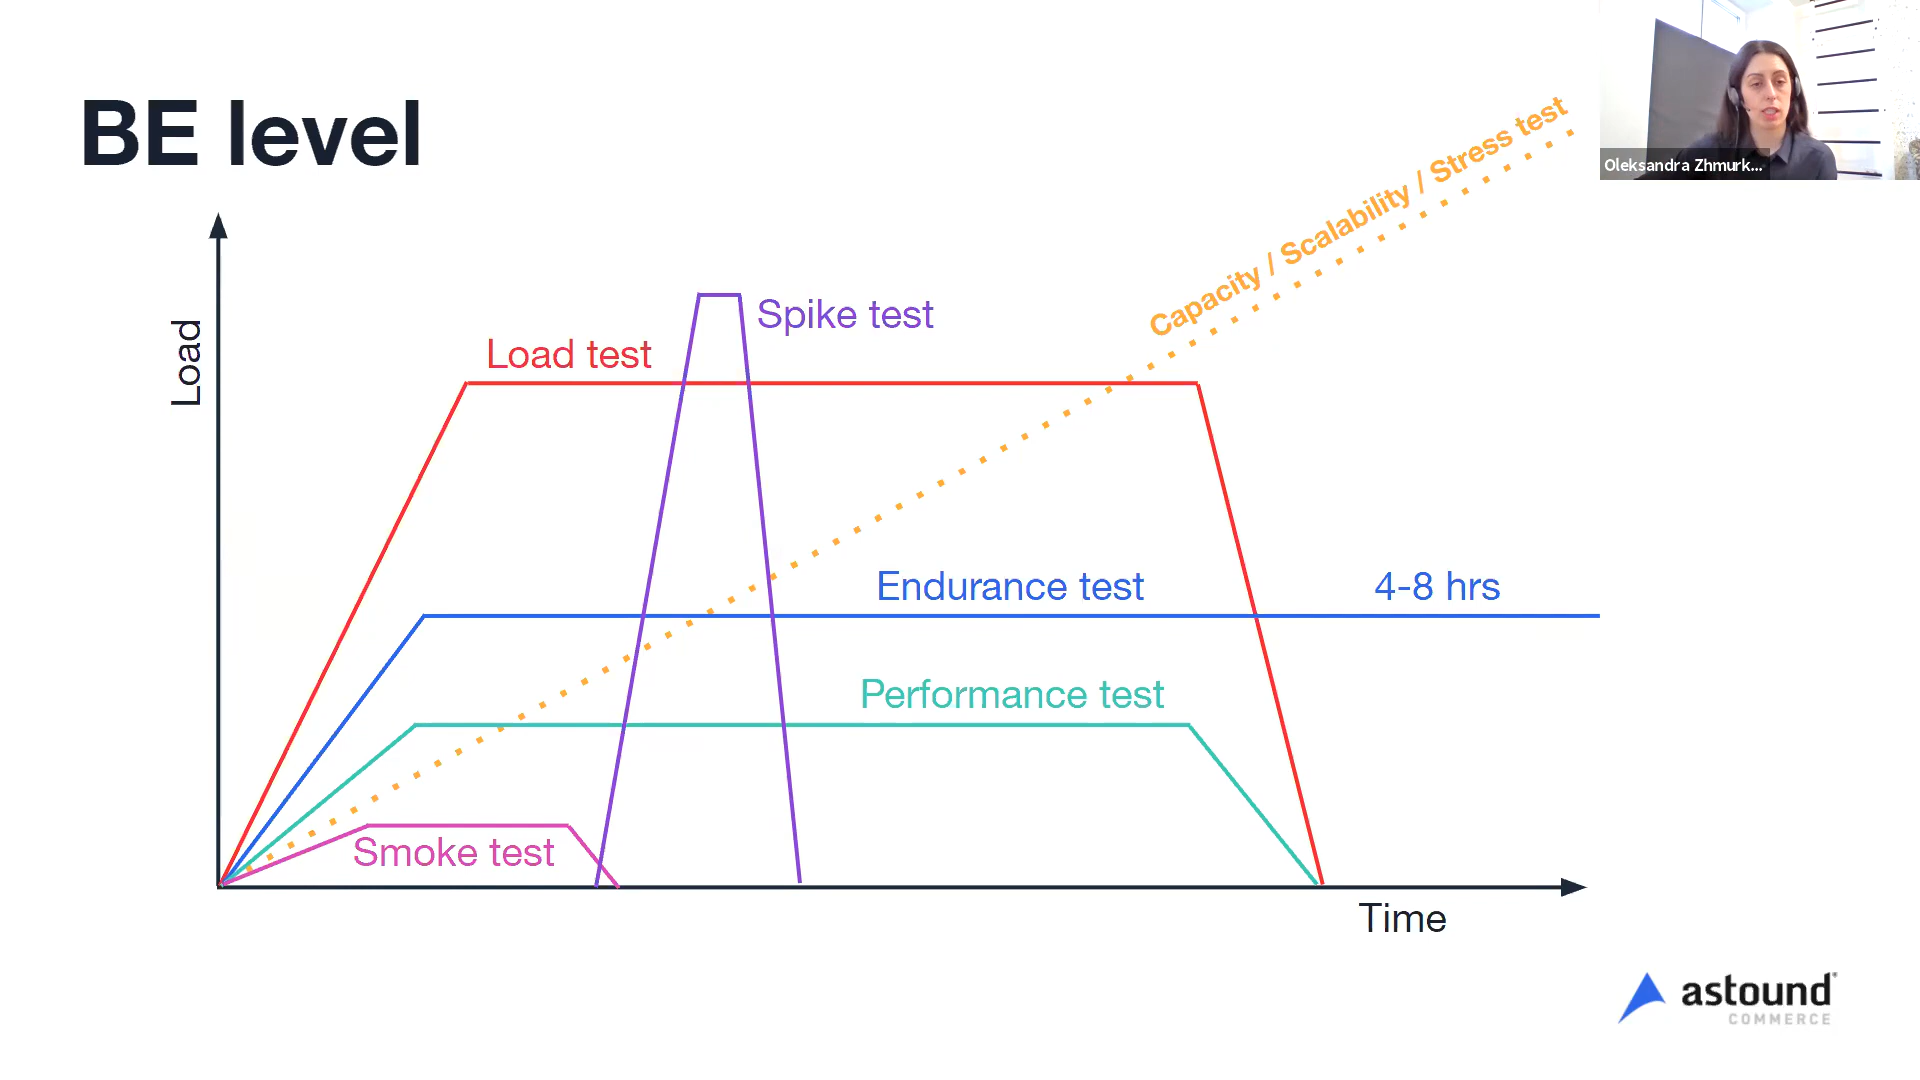 BE level
Oleksandra Zhmurk...
Capacity / Scalability / Stress test
Spike test
Load test
Load
Endurance test
4-8 hrs
Performance test
Smoke test
Time
astound
COMMERCE